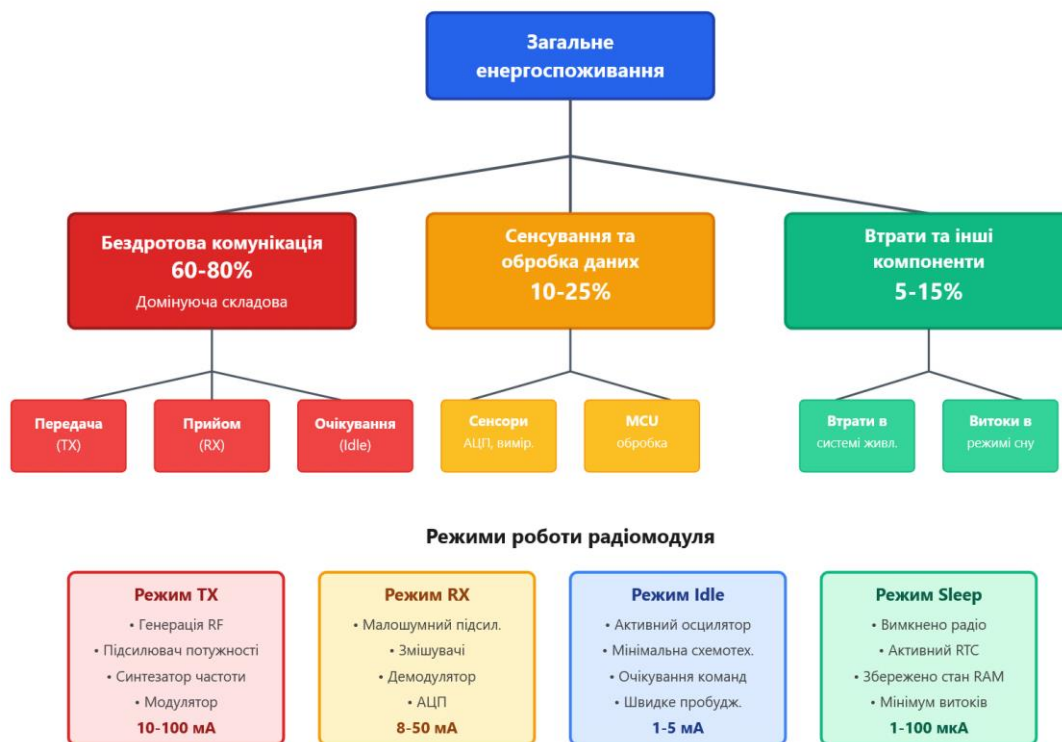 Загальне
енергоспоживання
Бездротова комунікація
60-80%
Домінуюча складова
Сенсування та
обробка даних
10-25%
Втрати та інші
компоненти
5-15%
Передача
(TX)
Прийом
(RX)
Очікування
(Idle)
Сенсори
АЦП, вимір.
MCU
обробка
Втрати в
системі живл.
Витоки в
режимі сну
Режими роботи радіомодуля
Режим TX
• Генерація RF
• Підсилювач потужності
• Синтезатор частоти
• Модулятор
10-100 мА
Режим RX
• Малошумний підсил.
• Змішувачі
• Демодулятор
• АЦП
8-50 мА
Режим Idle
• Активний осцилятор
• Мінімальна схемотех.
• Очікування команд
• Швидке пробудж.
1-5 мА
Режим Sleep
• Вимкнено радіо
• Активний RTC
• Збережено стан RAM
• Мінімум витоків
1-100 мкА